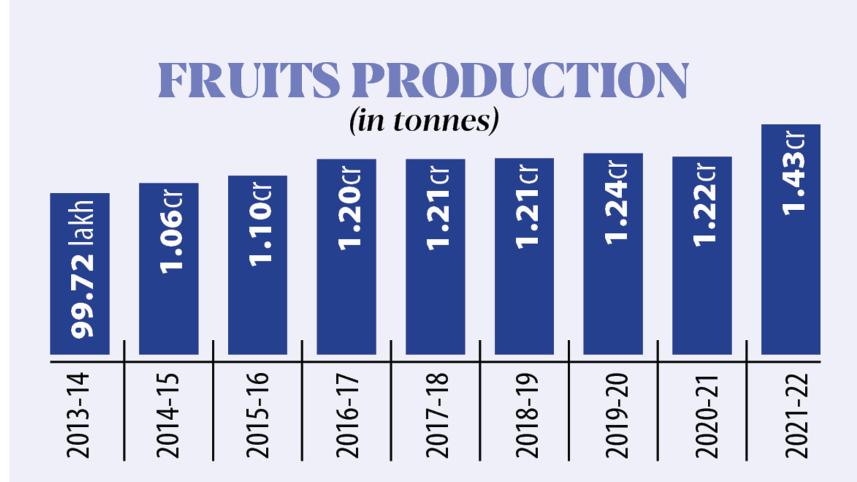 FRUITS PRODUCTION
(in tonnes)
99.72 lakh
1.06cr
1.10cr
1.20cr
1.21cr
1.21cr
1.24cr
1.22cr
1.43cr
2013-14
2014-15
2015-16
2016-17
2017-18
2018-19
2019-20
2020-21
2021-22